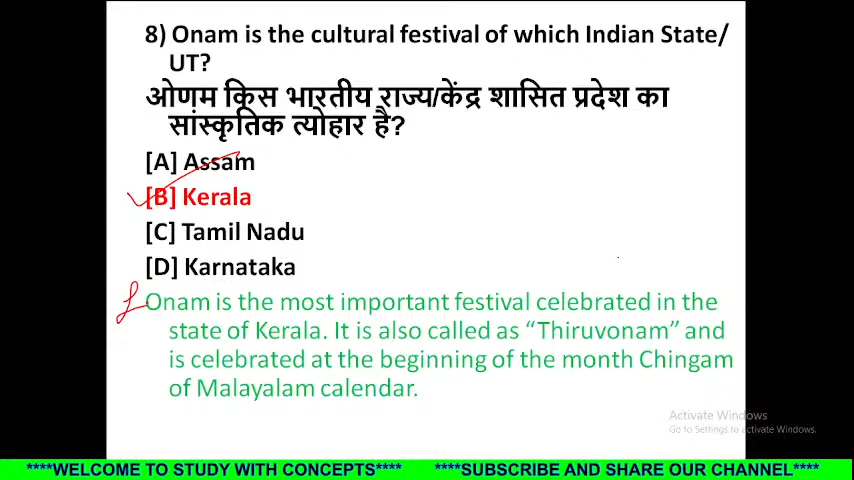 8) Onam is the cultural festival of which Indian State/
UT?
ओणम किस भारतीय राज्य/केंद्र शासित प्रदेश का
सांस्कृतिक त्योहार है?
[A] Assam
[B] Kerala
[C] Tamil Nadu
[D] Karnataka
Onam is the most important festival celebrated in the
state of Kerala. It is also called as “Thiruvonam” and
is celebrated at the beginning of the month Chingam
of Malayalam calendar.
Activate Windows
Go to Settings to activate Windows.
****WELCOME TO STUDY WITH CONCEPTS**** ****SUBSCRIBE AND SHARE OUR CHANNEL****